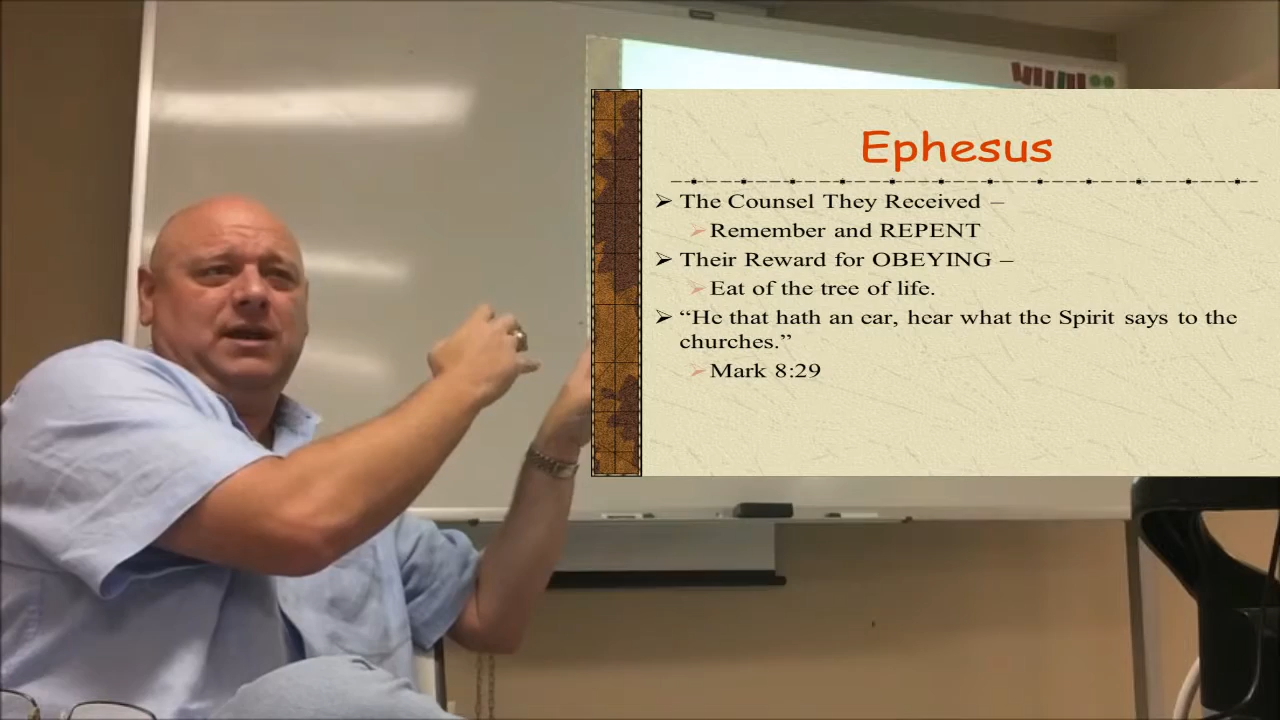 Ephesus
The Counsel They Received –
Remember and REPENT
Their Reward for OBEYING –
Eat of the tree of life.
“He that hath an ear, hear what the Spirit says to the
churches.”
Mark 8:29